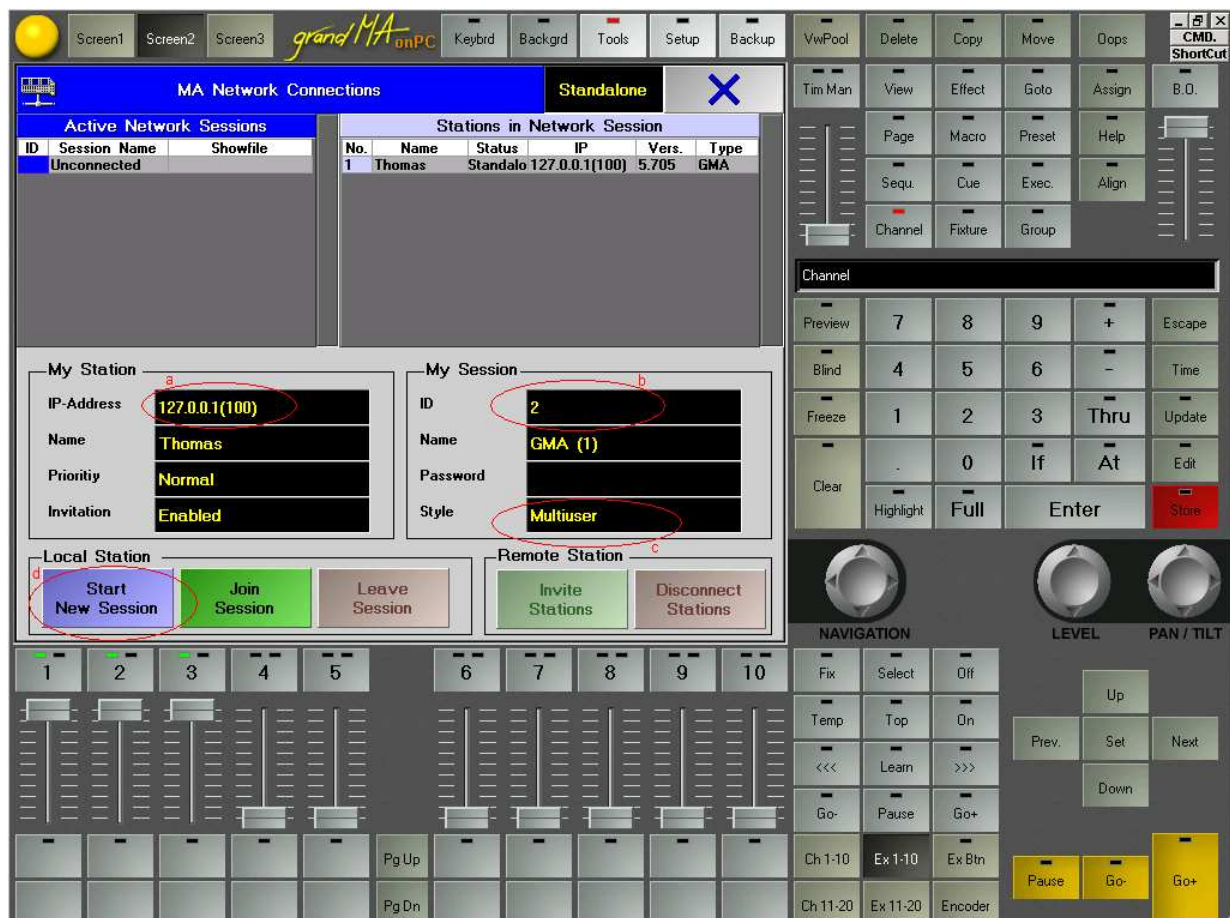 Screen1 Screen2 Screen3 grandMA onPC Keybrd Backgrd Tools Setup Backup VwPool Delete Copy Move Oops CMD.
ShortCut
MA Network Connections Standalone
Tim Man View Effect Goto Assign B.O.
Active Network Sessions Stations in Network Session
Page Macro Preset Help
ID Session Name Showfile No. Name Status IP Vers. Type
Unconnected 1 Thomas Standalo 127.0.0.1(100) 5.705 GMA
Sequ. Cue Exec. Align
Channel Fixture Group
Channel
Preview 7 8 9 + Escape
My Station My Session
Blind 4 5 6 - Time
a b
IP-Address 127.0.0.1(100) ID 2
Freeze 1 2 3 Thru Update
Name Thomas Name GMA (1)
Clear . 0 If At Edit
Prioritiy Normal Password
Invitation Enabled Style Multiuser
Highlight Full Enter Store
c
Local Station Remote Station
d
Start
New Session
Join
Session
Leave
Session
Invite
Stations
Disconnect
Stations
NAVIGATION LEVEL PAN / TILT
1 2 3 4 5 6 7 8 9 10 Fix Select Off
Up
Temp Top On
Prev. Set Next
<<< Learn >>>
Down
Go- Pause Go+
Pg Up Ch 1-10 Ex 1-10 Ex Btn
Pause Go- Go+
Pg Dn Ch 11-20 Ex 11-20 Encoder